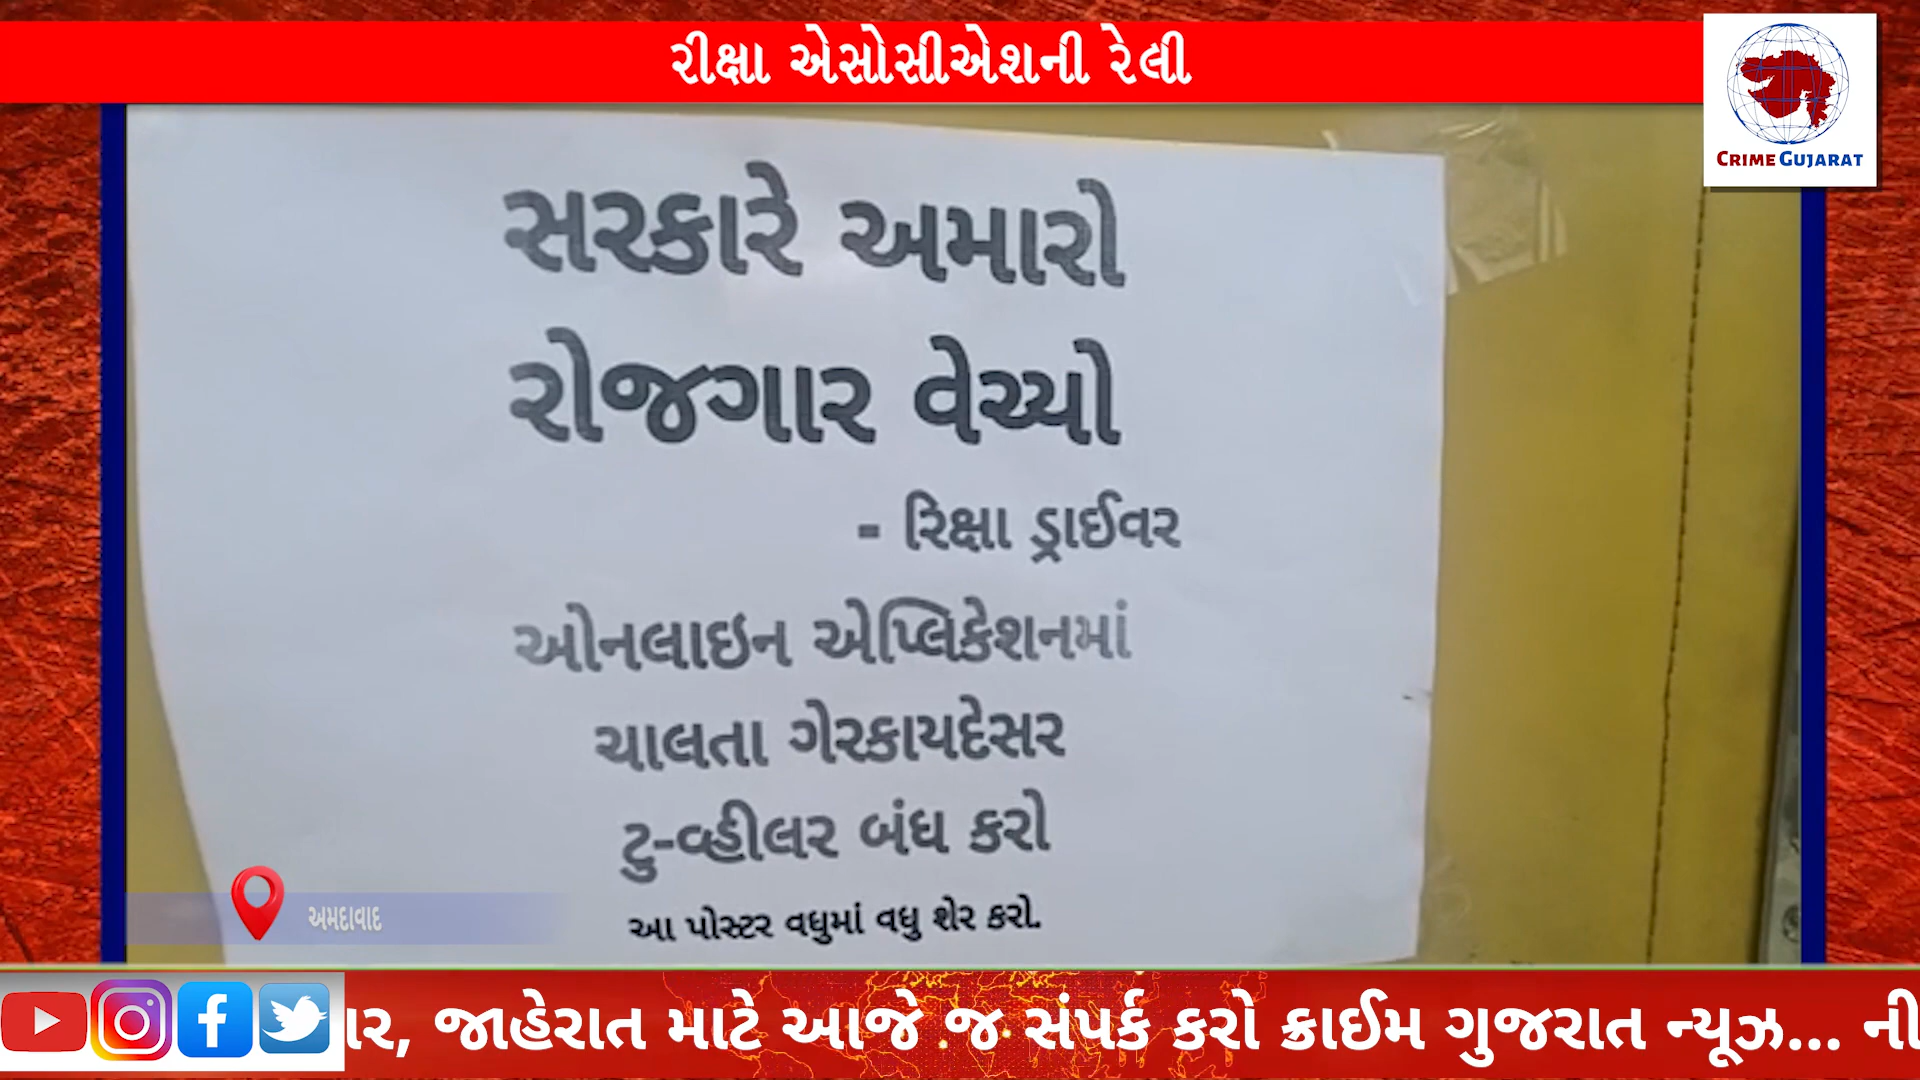 રીક્ષા એસોસીએશની રેલી
CRIME GUJARAT
સરકારે અમારો
રોજગાર વેચ્યો
- રિક્ષા ડ્રાઈવર
ઓનલાઇન એપ્લિકેશનમાં
ચાલતા ગેરકાયદેસર
ટુ-વ્હીલર બંધ કરો
આ પોસ્ટર વધુમાં વધુ શેર કરો.
અમદાવાદ
જાહેરાત માટે આજે જ સંપર્ક કરો ક્રાઈમ ગુજરાત ન્યૂઝ... ની